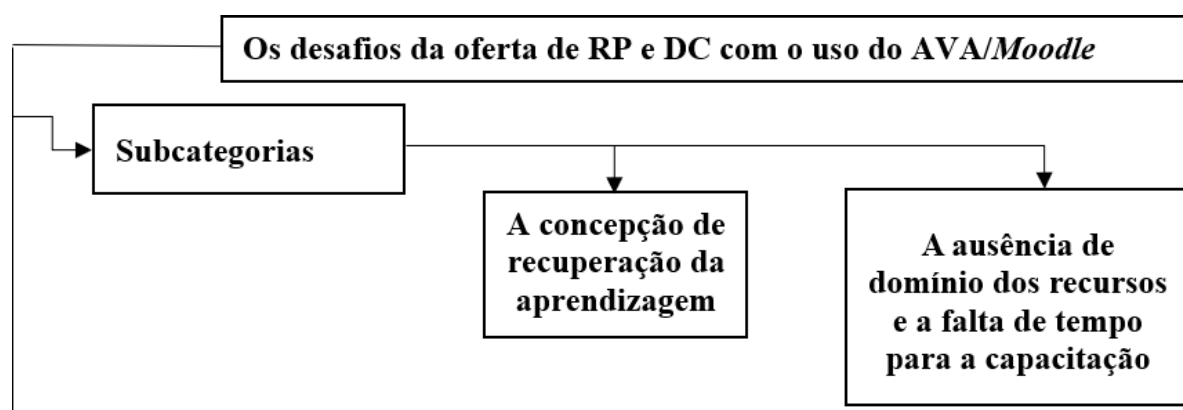 Os desafios da oferta de RP e DC com o uso do AVA/Moodle
Subcategorias
A concepção de
recuperação da
aprendizagem
A ausência de
domínio dos recursos
e a falta de tempo
para a capacitação